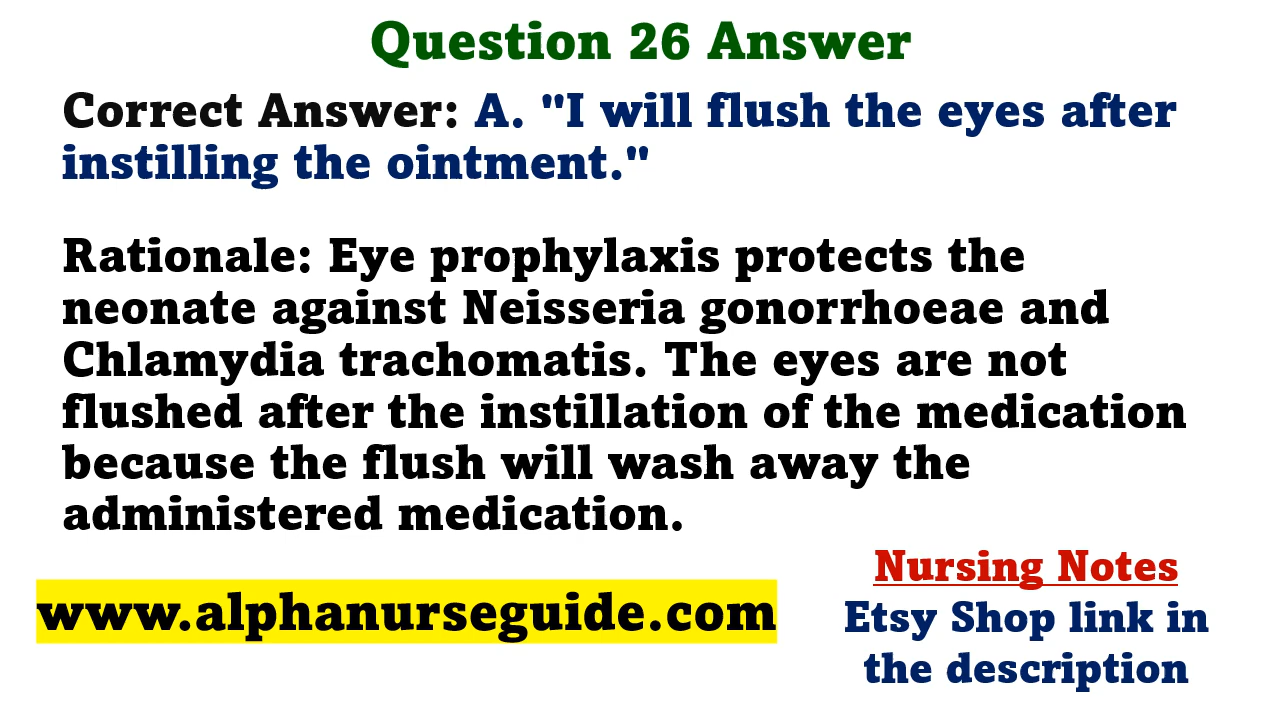 Question 26 Answer
Correct Answer: A. "I will flush the eyes after
instilling the ointment."
Rationale: Eye prophylaxis protects the
neonate against Neisseria gonorrhoeae and
Chlamydia trachomatis. The eyes are not
flushed after the instillation of the medication
because the flush will wash away the
administered medication.
www.alphanurseguide.com
Nursing Notes
Etsy Shop link in
the description